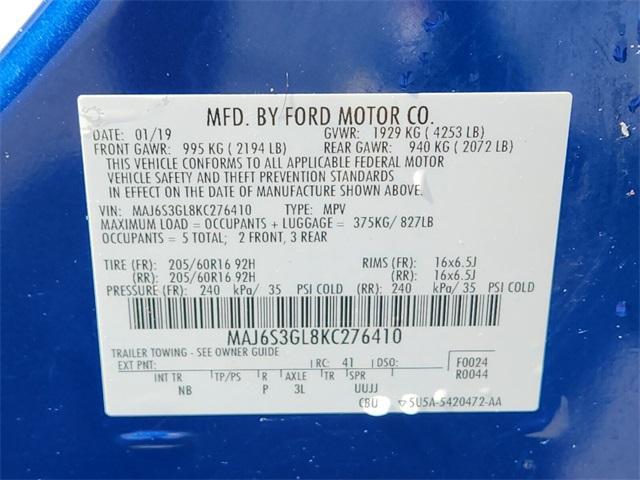 MFD. BY FORD MOTOR CO.
DATE: 01/19 GVWR: 1929 KG ( 4253 LB)
FRONT GAWR: 995 KG ( 2194 LB) REAR GAWR: 940 KG ( 2072 LB)
THIS VEHICLE CONFORMS TO ALL APPLICABLE FEDERAL MOTOR
VEHICLE SAFETY AND THEFT PREVENTION STANDARDS
IN EFFECT ON THE DATE OF MANUFACTURE SHOWN ABOVE.
VIN: MAJ6S3GL8KC276410 TYPE: MPV
MAXIMUM LOAD = OCCUPANTS + LUGGAGE = 375KG/ 827LB
OCCUPANTS = 5 TOTAL; 2 FRONT, 3 REAR
TIRE (FR): 205/60R16 92H RIMS (FR): 16x6.5J
(RR): 205/60R16 92H (RR): 16x6.5J
PRESSURE (FR): 240 kPa/ 35 PSI COLD (RR): 240 kPa/ 35 PSI COLD
MAJ6S3GL8KC276410
TRAILER TOWING - SEE OWNER GUIDE
EXT PNT: RC: 41 DSO: F0024
R0044
INT TR TP/PS R AXLE TR SPR
NB P 3L UUJJ
CBU 5U5A-5420472-AA